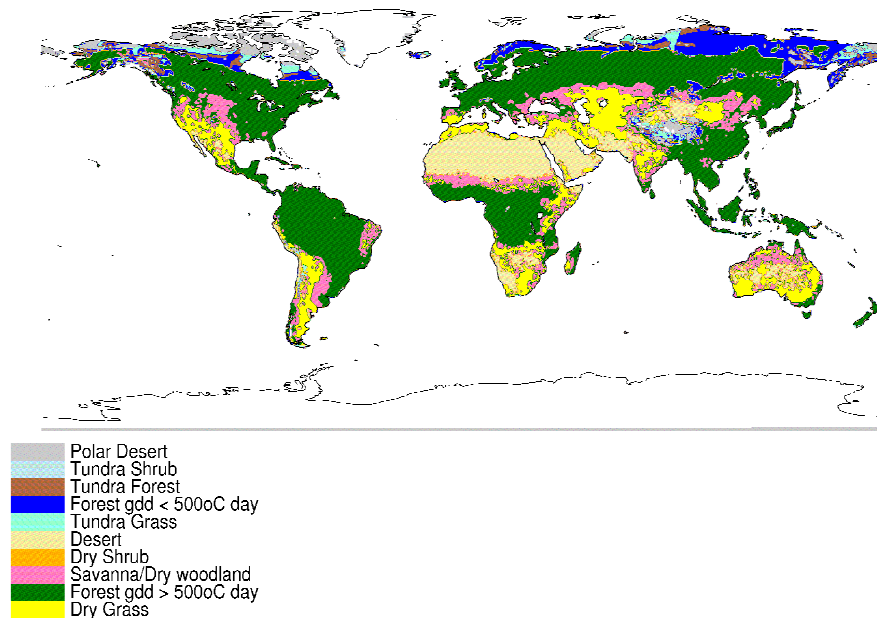 Polar Desert
Tundra Shrub
Tundra Forest
Forest gdd < 500oC day
Tundra Grass
Desert
Dry Shrub
Savanna/Dry woodland
Forest gdd > 500oC day
Dry Grass